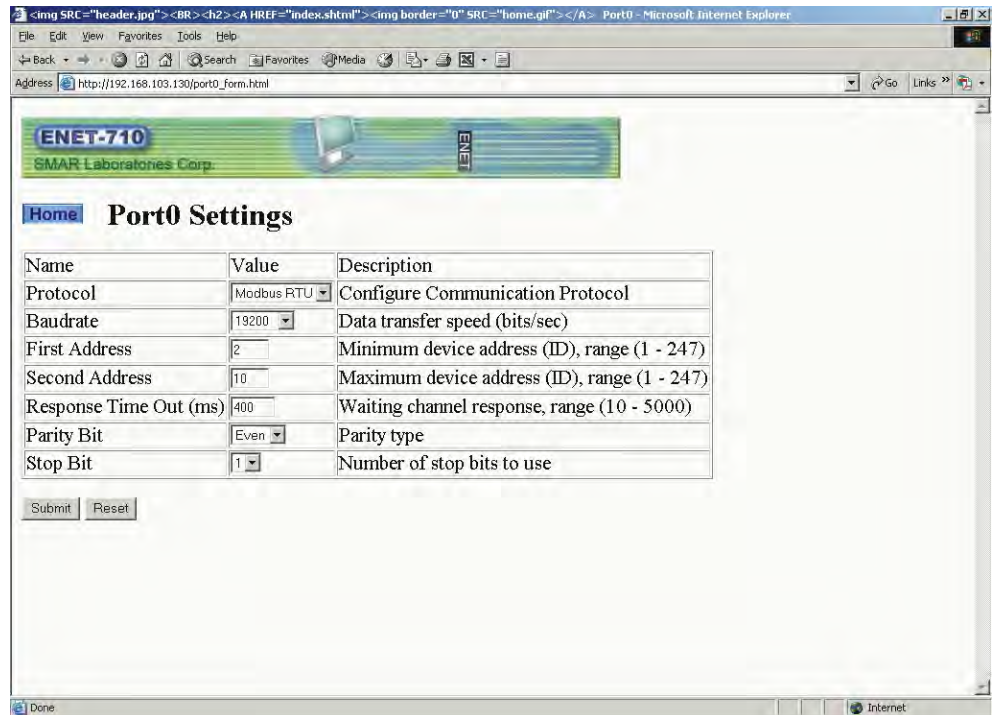 <img SRC="header.jpg"><BR><h2><A HREF="index.shtml"><img border="0" SRC="home.gif"></A> Port0 - Microsoft Internet Explorer
File Edit View Favorites Tools Help
Back Search Favorites Media
Address http://192.168.103.130/port0_form.html Go Links »
ENET-710
SMAR Laboratories Corp.
ENET
Home Port0 Settings
Name Value Description
Protocol Modbus RTU Configure Communication Protocol
Baudrate 19200 Data transfer speed (bits/sec)
First Address 2 Minimum device address (ID), range (1 - 247)
Second Address 10 Maximum device address (ID), range (1 - 247)
Response Time Out (ms) 400 Waiting channel response, range (10 - 5000)
Parity Bit Even Parity type
Stop Bit 1 Number of stop bits to use
Submit Reset
Done Internet